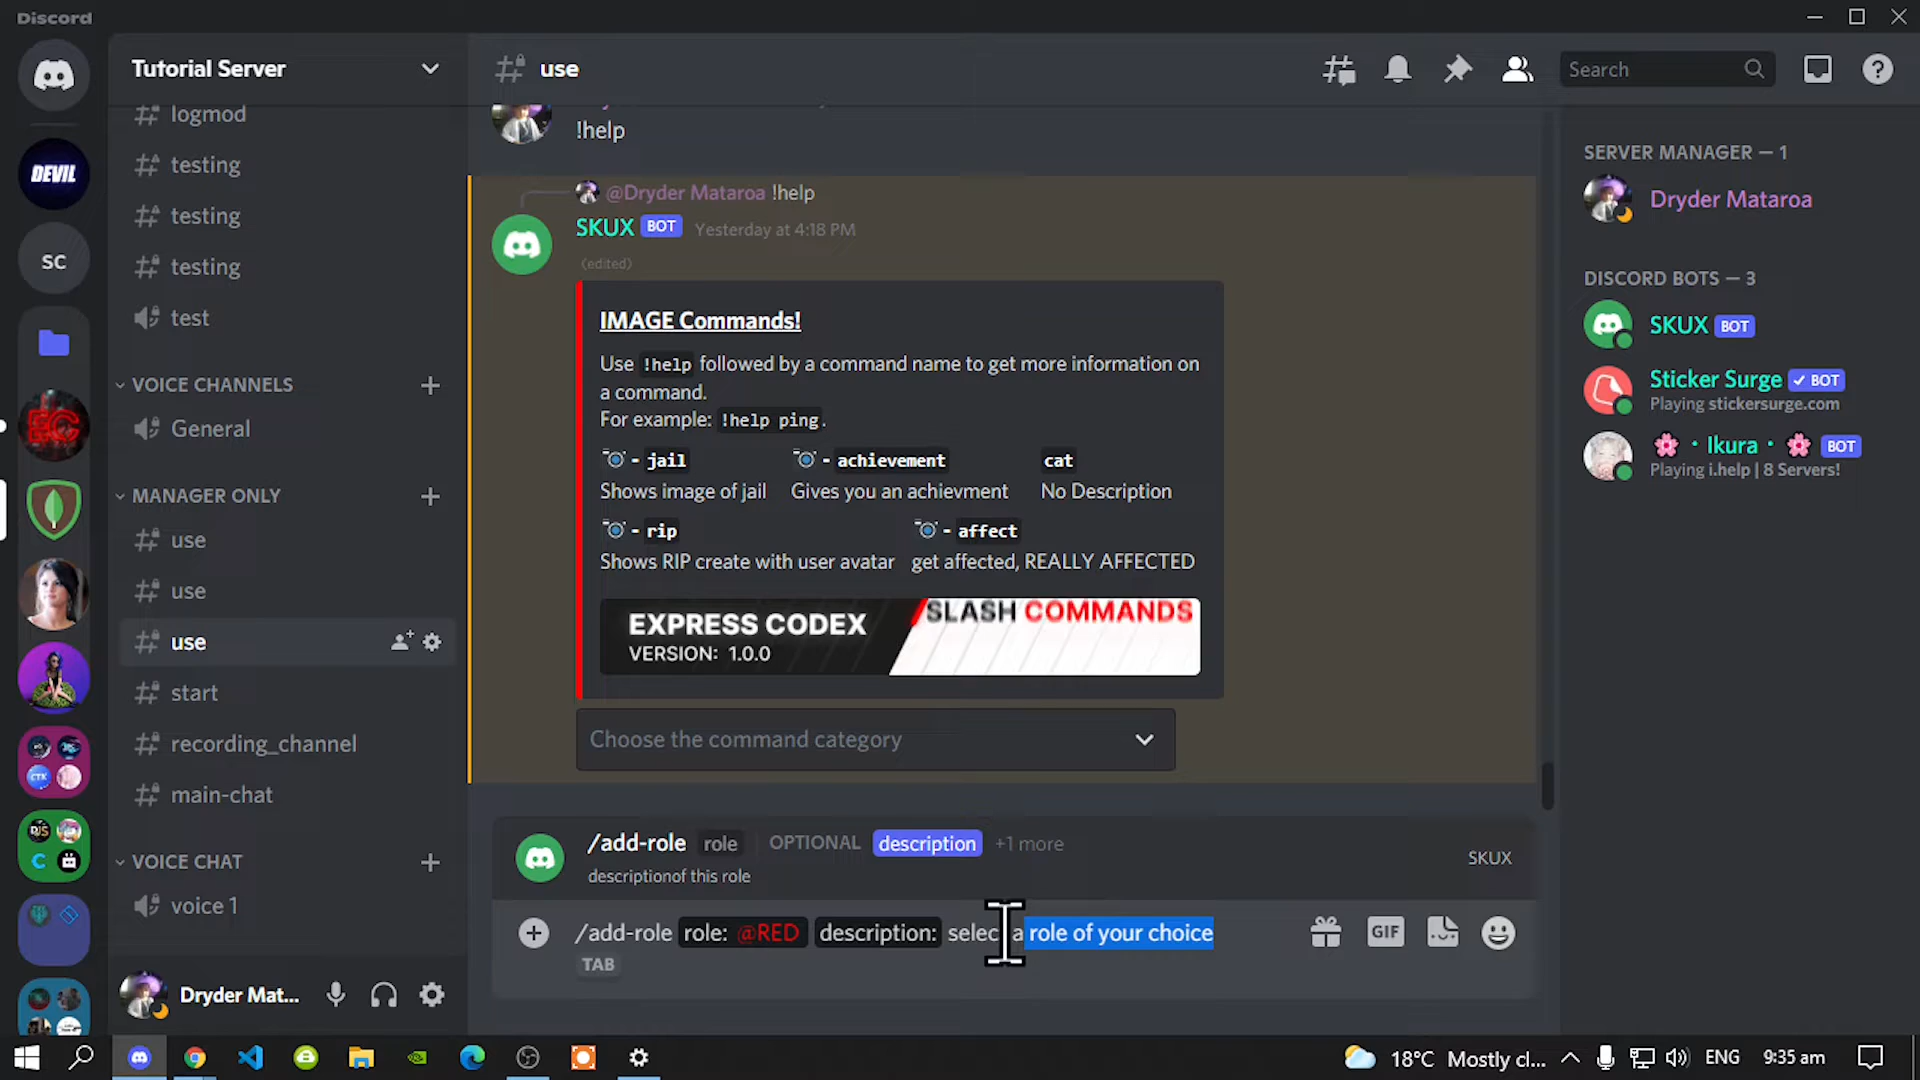 Discord
Tutorial Server
logmod
testing
testing
testing
test
VOICE CHANNELS
General
MANAGER ONLY
use
use
use
start
recording_channel
main-chat
VOICE CHAT
voice 1
Dryder Mat...
DEVIL
SC
EC
use
Search
!help
@Dryder Mataroa !help
SKUX BOT Yesterday at 4:18 PM
(edited)
IMAGE Commands!
Use !help followed by a command name to get more information on
a command.
For example: !help ping.
- jail - achievement cat
Shows image of jail Gives you an achievment No Description
- rip - affect
Shows RIP create with user avatar get affected, REALLY AFFECTED
EXPRESS CODEX
VERSION: 1.0.0
SLASH COMMANDS
Choose the command category
/add-role role OPTIONAL description +1 more
descriptionof this role
SKUX
/add-role role: @RED description: select a role of your choice
TAB
GIF
SERVER MANAGER — 1
Dryder Mataroa
DISCORD BOTS — 3
SKUX BOT
Sticker Surge BOT
Playing stickersurge.com
• Ikura • BOT
Playing i.help | 8 Servers!
18°C Mostly cl...
ENG
9:35 am